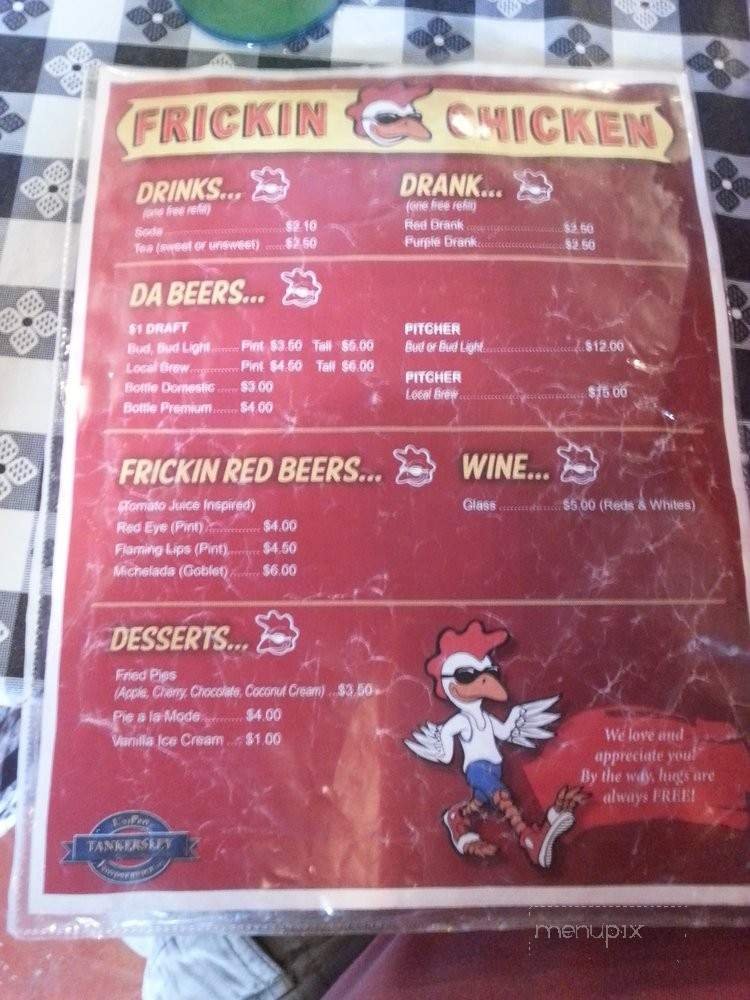 FRICKIN CHICKEN
DRINKS...
(one free refill)
Soda $2.10
Tea (sweet or unsweet) $2.50
DRANK...
(one free refill)
Red Drank $2.50
Purple Drank $2.50
DA BEERS...
$1 DRAFT
Bud, Bud Light Pint $3.50 Tall $5.00
Local Brew Pint $4.50 Tall $6.00
Bottle Domestic $3.00
Bottle Premium $4.00
PITCHER
Bud or Bud Light $12.00
PITCHER
Local Brew $15.00
FRICKIN RED BEERS...
(Tomato Juice Inspired)
Red Eye (Pint) $4.00
Flaming Lips (Pint) $4.50
Michelada (Goblet) $6.00
WINE...
Glass $5.00 (Reds & Whites)
DESSERTS...
Fried Pies
(Apple, Cherry, Chocolate, Coconut Cream) $3.50
Pie a la Mode $4.00
Vanilla Ice Cream $1.00
We love and
appreciate you!
By the way, hugs are
always FREE!
TANKERSLEY
menupix